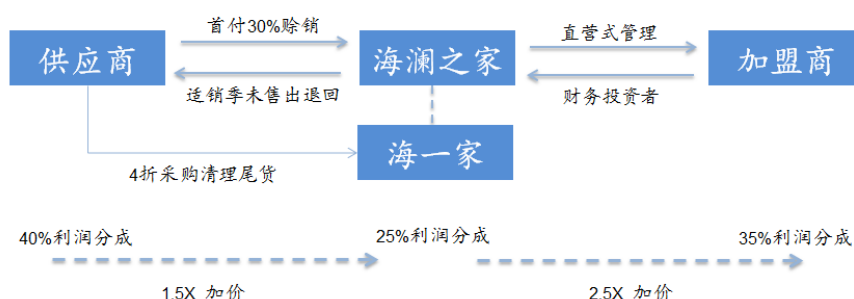 首付30%赊销
直营式管理
供应商
海澜之家
加盟商
适销季未售出退回
财务投资者
海一家
4折采购清理尾货
40%利润分成
25%利润分成
35%利润分成
1.5X 加价
2.5X 加价